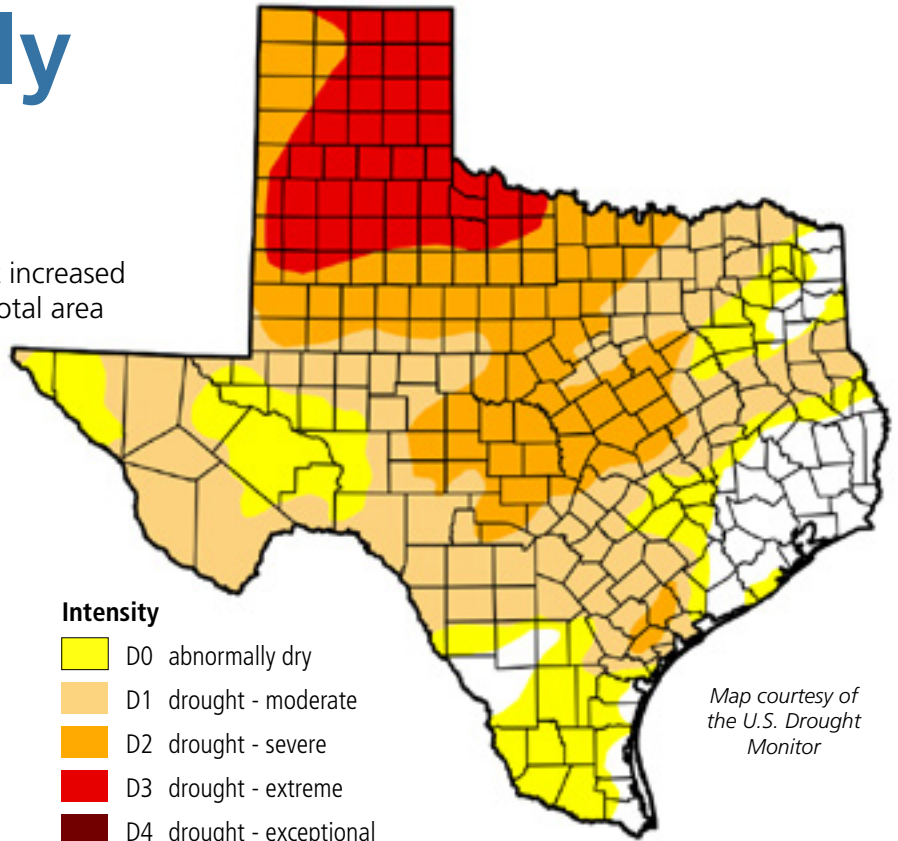 ly
increased
otal area
Intensity
D0 abnormally dry
D1 drought - moderate
D2 drought - severe
D3 drought - extreme
D4 drought - exceptional
Map courtesy of
the U.S. Drought
Monitor